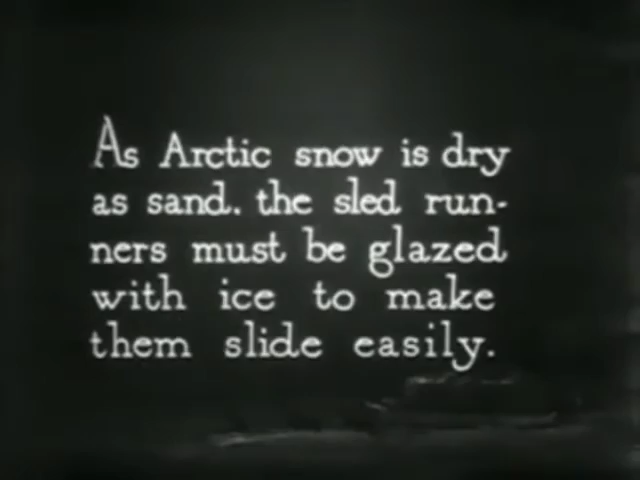 As Arctic snow is dry
as sand. the sled run-
ners must be glazed
with ice to make
them slide easily.